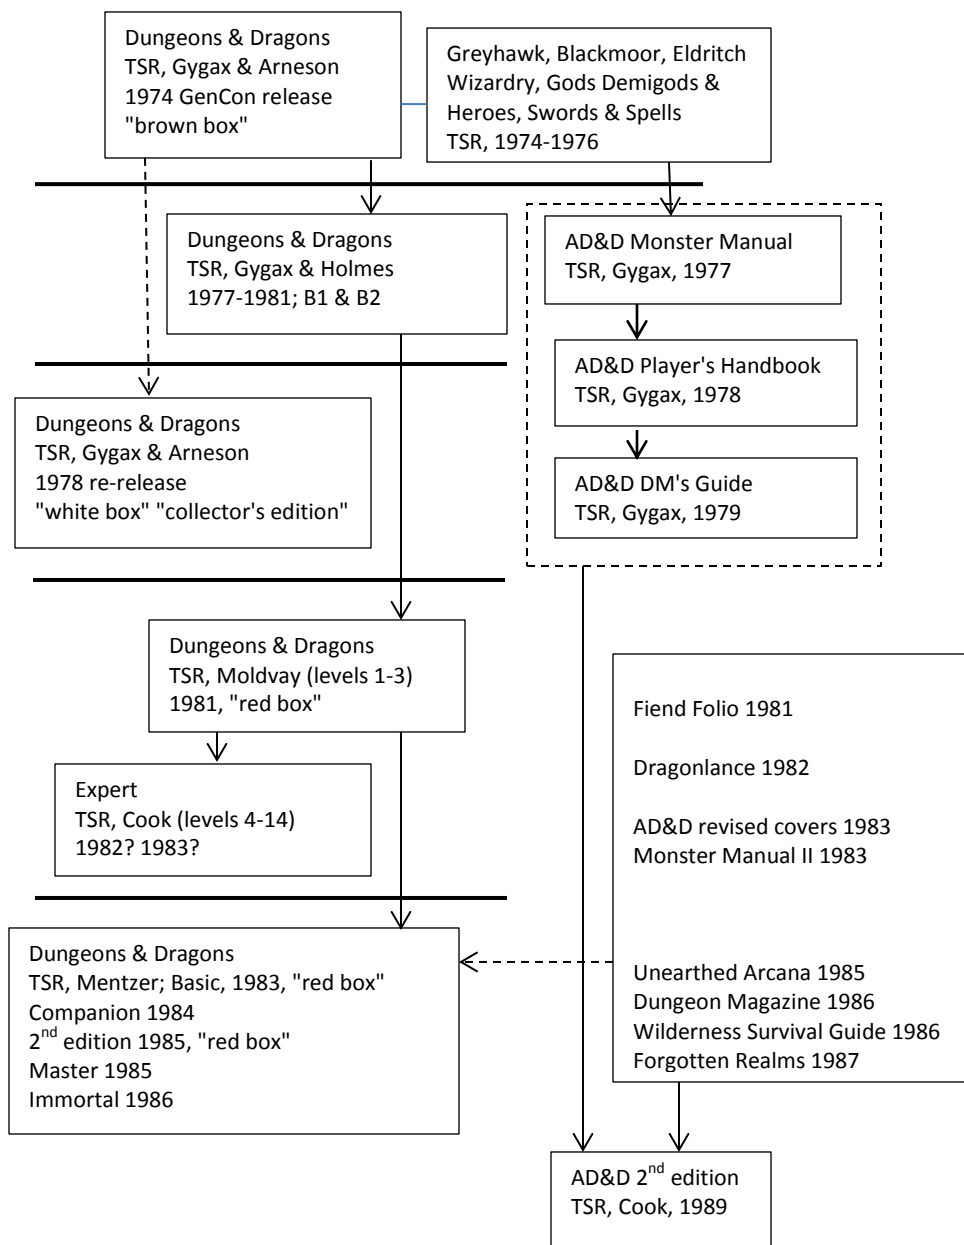 Dungeons & Dragons
TSR, Gygax & Arneson
1974 GenCon release
"brown box"
Greyhawk, Blackmoor, Eldritch
Wizardry, Gods Demigods &
Heroes, Swords & Spells
TSR, 1974-1976
Dungeons & Dragons
TSR, Gygax & Holmes
1977-1981; B1 & B2
AD&D Monster Manual
TSR, Gygax, 1977
AD&D Player's Handbook
TSR, Gygax, 1978
AD&D DM's Guide
TSR, Gygax, 1979
Dungeons & Dragons
TSR, Gygax & Arneson
1978 re-release
"white box" "collector's edition"
Dungeons & Dragons
TSR, Moldvay (levels 1-3)
1981, "red box"
Expert
TSR, Cook (levels 4-14)
1982? 1983?
Fiend Folio 1981
Dragonlance 1982
AD&D revised covers 1983
Monster Manual II 1983
Unearthed Arcana 1985
Dungeon Magazine 1986
Wilderness Survival Guide 1986
Forgotten Realms 1987
Dungeons & Dragons
TSR, Mentzer; Basic, 1983, "red box"
Companion 1984
2nd edition 1985, "red box"
Master 1985
Immortal 1986
AD&D 2nd edition
TSR, Cook, 1989